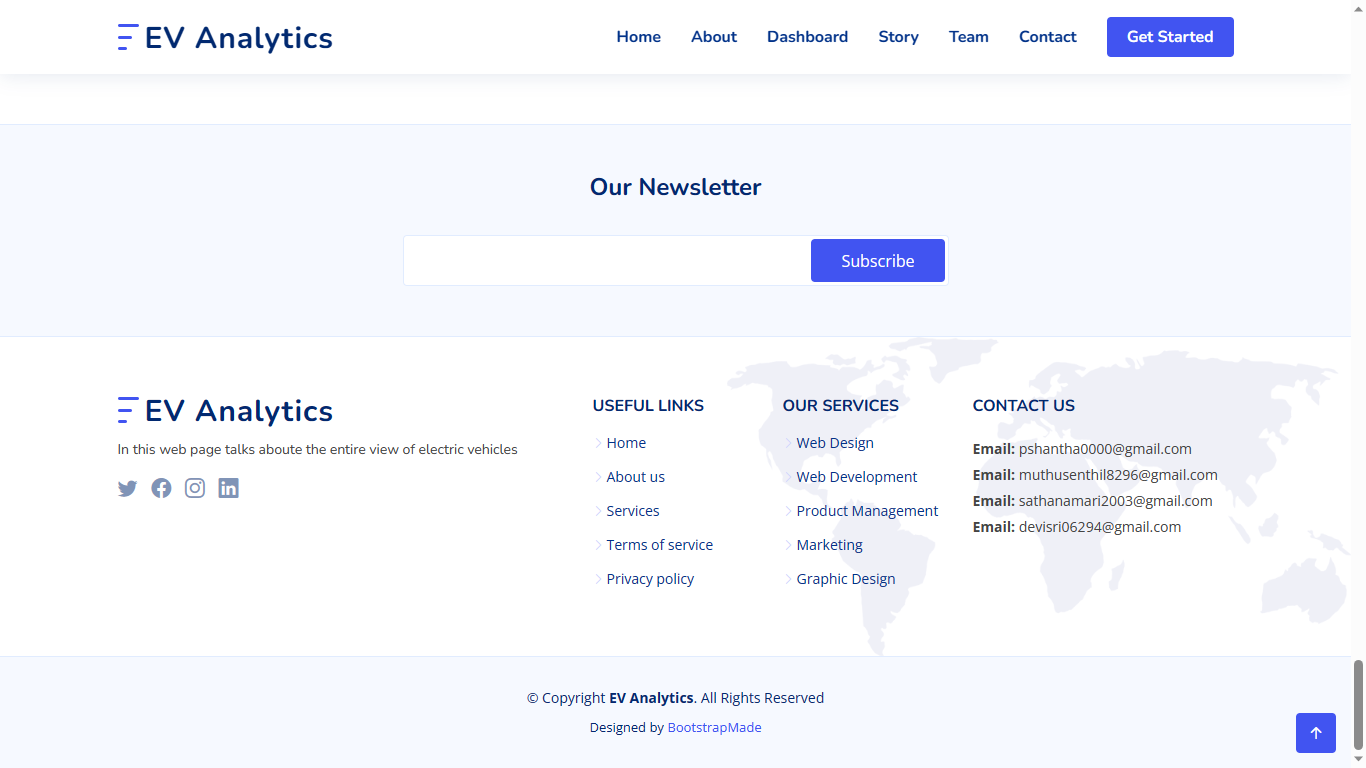 EV Analytics
Home About Dashboard Story Team Contact Get Started
Our Newsletter
Subscribe
EV Analytics
In this web page talks aboute the entire view of electric vehicles
USEFUL LINKS
Home
About us
Services
Terms of service
Privacy policy
OUR SERVICES
Web Design
Web Development
Product Management
Marketing
Graphic Design
CONTACT US
Email: pshantha0000@gmail.com
Email: muthusenthil8296@gmail.com
Email: sathanamari2003@gmail.com
Email: devisri06294@gmail.com
© Copyright EV Analytics. All Rights Reserved
Designed by BootstrapMade